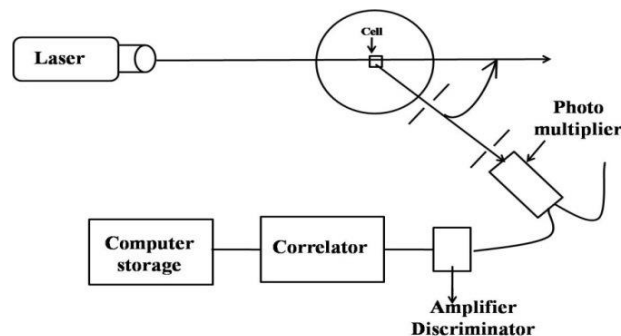 Cell
Laser
Photo
multiplier
Computer
storage
Correlator
Amplifier
Discriminator